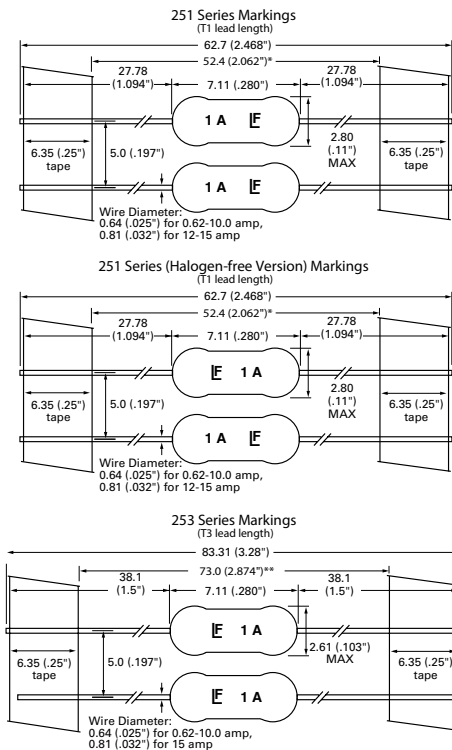 251 Series Markings
(T1 lead length)
62.7 (2.468")
52.4 (2.062")*
27.78
(1.094")
7.11 (.280")
27.78
(1.094")
1 A LF
6.35 (.25")
tape
5.0 (.197")
2.80
(.11")
MAX
6.35 (.25")
tape
1 A LF
Wire Diameter:
0.64 (.025") for 0.62-10.0 amp,
0.81 (.032") for 12-15 amp
251 Series (Halogen-free Version) Markings
(T1 lead length)
62.7 (2.468")
52.4 (2.062")*
27.78
(1.094")
7.11 (.280")
27.78
(1.094")
LF 1 A
6.35 (.25")
tape
5.0 (.197")
2.80
(.11")
MAX
6.35 (.25")
tape
1 A LF
Wire Diameter:
0.64 (.025") for 0.62-10.0 amp,
0.81 (.032") for 12-15 amp
253 Series Markings
(T3 lead length)
83.31 (3.28")
73.0 (2.874")**
38.1
(1.5")
7.11 (.280")
38.1
(1.5")
LF 1 A
6.35 (.25")
tape
5.0 (.197")
2.61 (.103")
MAX
6.35 (.25")
tape
LF 1 A
Wire Diameter:
0.64 (.025") for 0.62-10.0 amp,
0.81 (.032") for 15 amp